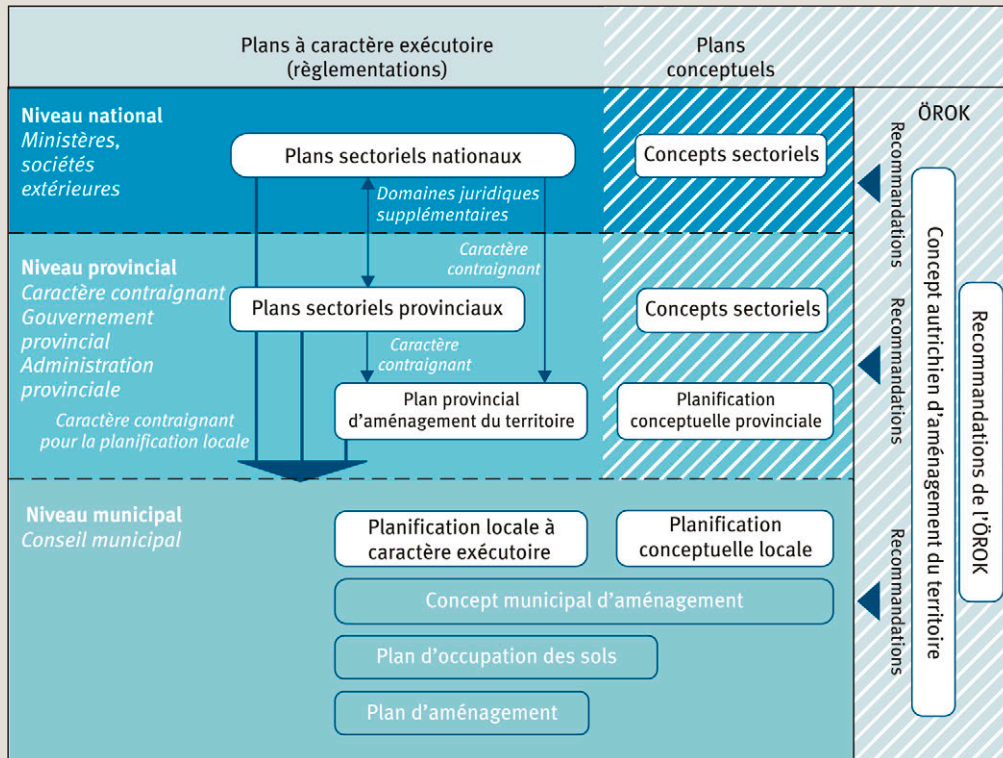 Plans à caractère exécutoire
(règlementations)
Plans
conceptuels
ÖROK
Niveau national
Ministères,
sociétés
extérieures
Plans sectoriels nationaux
Concepts sectoriels
Domaines juridiques
supplémentaires
Caractère
contraignant
Niveau provincial
Caractère contraignant
Gouvernement
provincial
Administration
provinciale
Plans sectoriels provinciaux
Concepts sectoriels
Caractère
contraignant
Caractère contraignant
pour la planification locale
Plan provincial
d'aménagement du territoire
Planification
conceptuelle provinciale
Niveau municipal
Conseil municipal
Planification locale à
caractère exécutoire
Planification
conceptuelle locale
Concept municipal d'aménagement
Plan d'occupation des sols
Plan d'aménagement
Recommandations
Recommandations
Recommandations
Concept autrichien d'aménagement du territoire
Recommandations de l'ÖROK